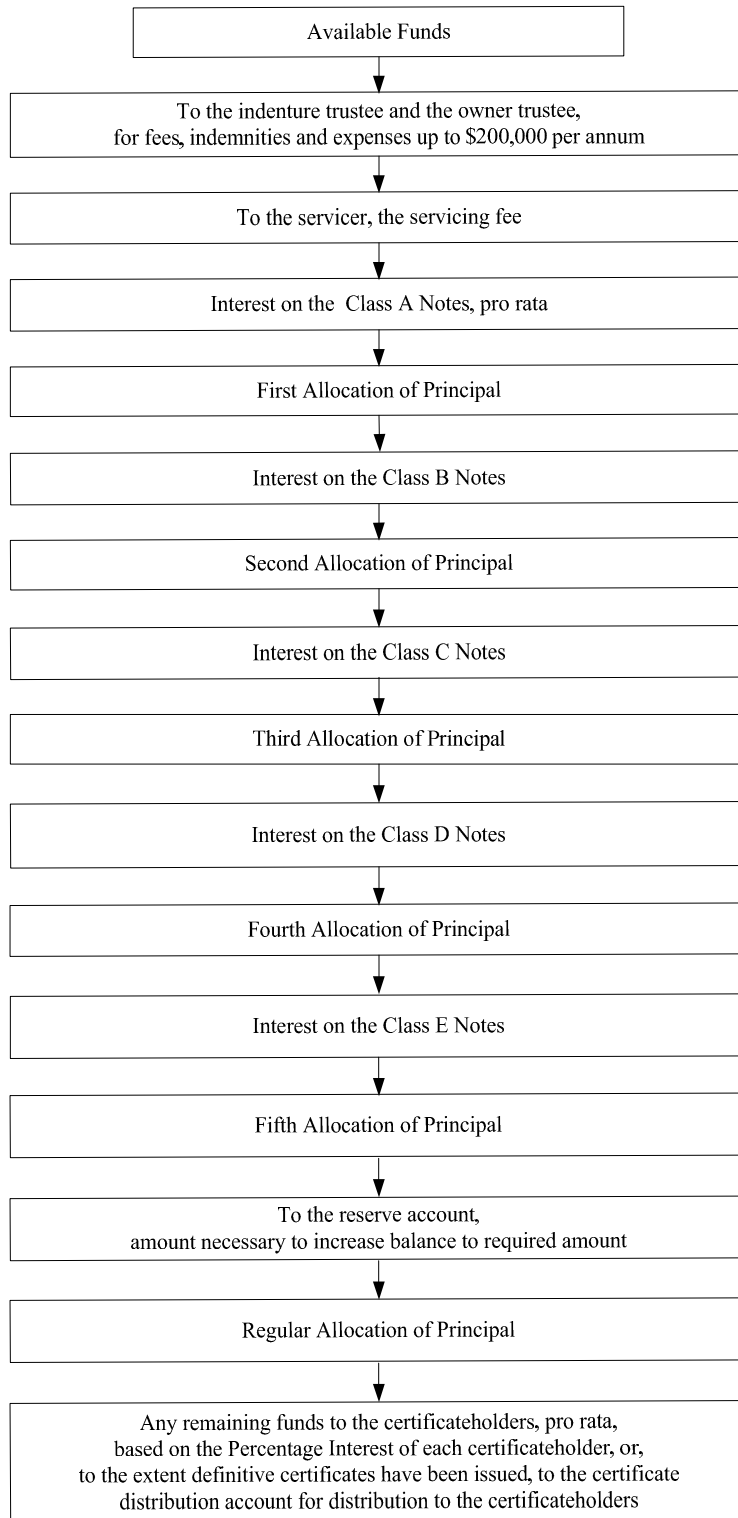 Available Funds
To the indenture trustee and the owner trustee,
for fees, indemnities and expenses up to $200,000 per annum
To the servicer, the servicing fee
Interest on the  Class A Notes, pro rata
First Allocation of Principal
Interest on the Class B Notes
Second Allocation of Principal
Interest on the Class C Notes
Third Allocation of Principal
Interest on the Class D Notes
Fourth Allocation of Principal
Interest on the Class E Notes
Fifth Allocation of Principal
To the reserve account,
amount necessary to increase balance to required amount
Regular Allocation of Principal
Any remaining funds to the certificateholders, pro rata,
based on the Percentage Interest of each certificateholder, or,
to the extent definitive certificates have been issued, to the certificate
distribution account for distribution to the certificateholders